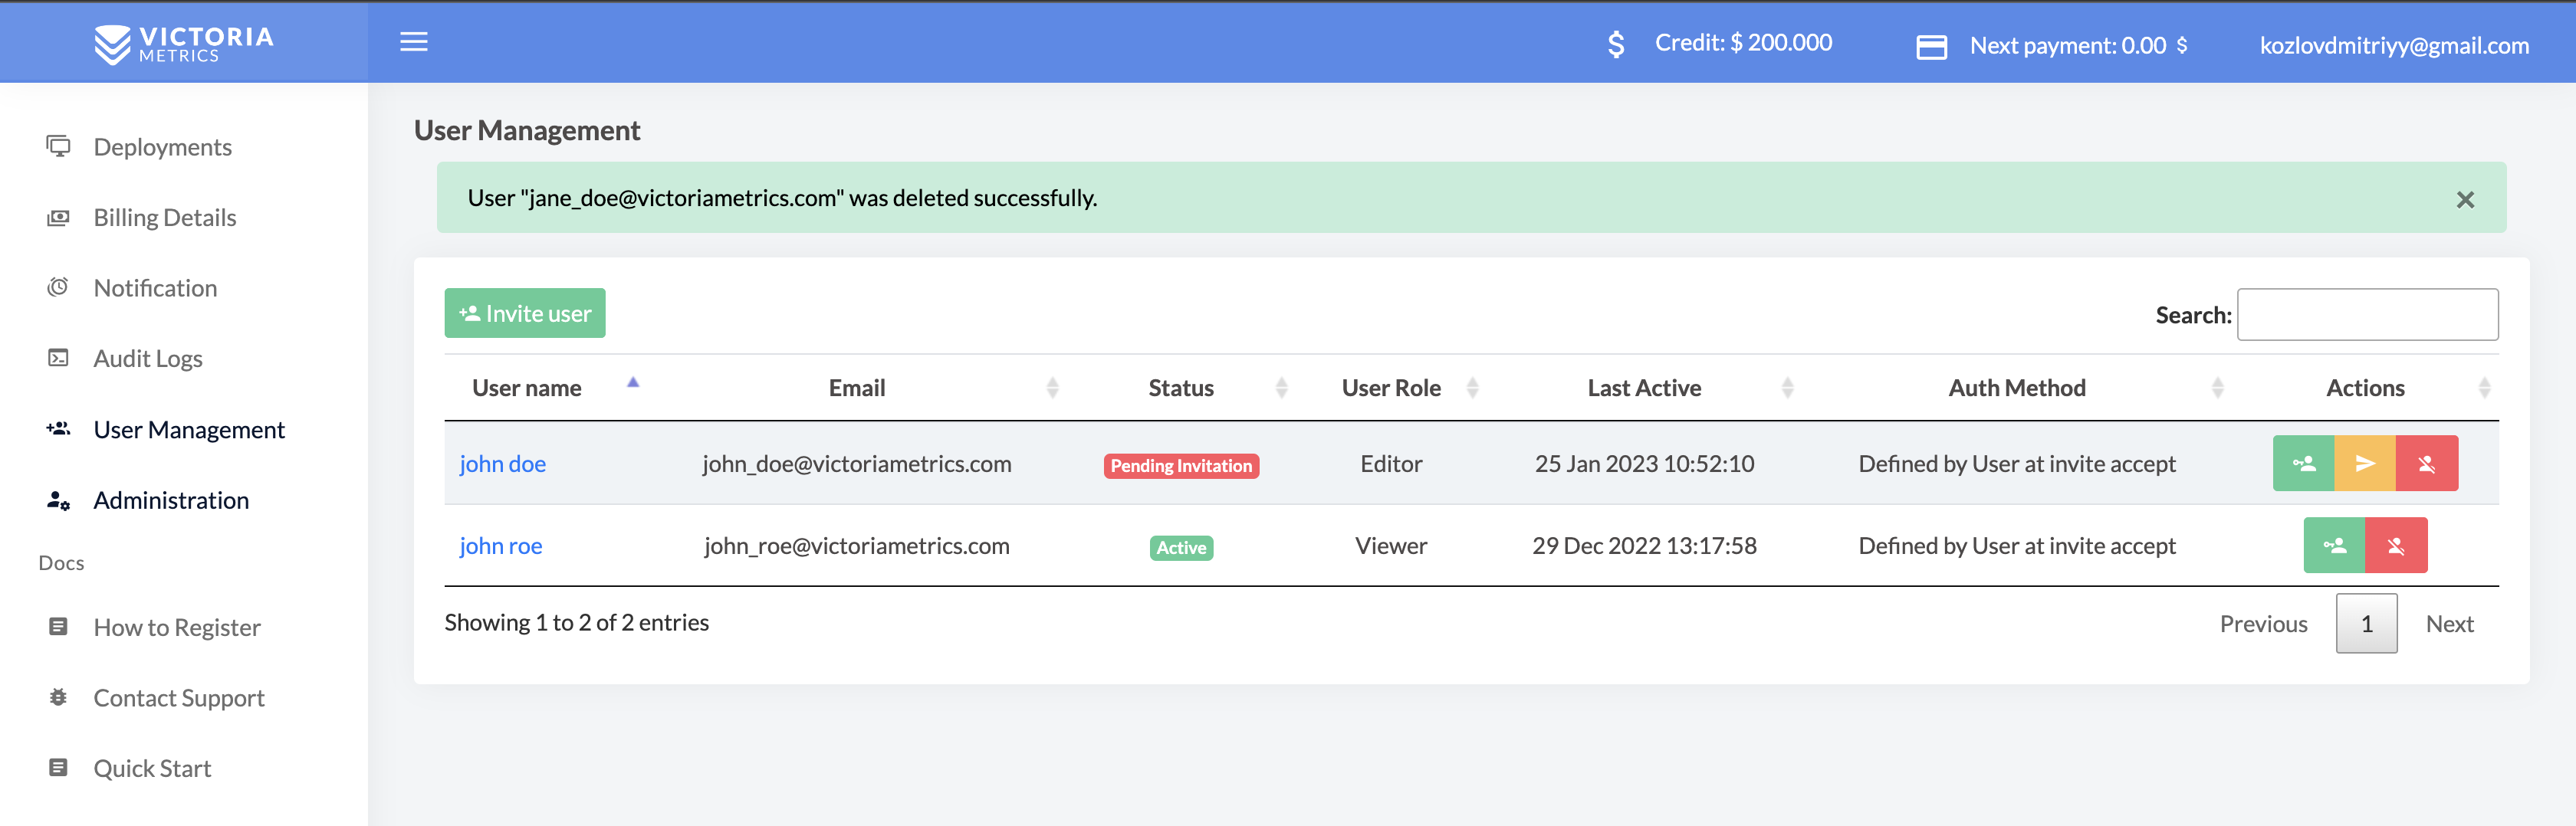 VICTORIA
METRICS
Credit: $ 200.000
Next payment: 0.00 $
kozlovdmitriyy@gmail.com
Deployments
Billing Details
Notification
Audit Logs
User Management
Administration
Docs
How to Register
Contact Support
Quick Start
User Management
User "jane_doe@victoriametrics.com" was deleted successfully.
Invite user
Search:
User name Email Status User Role Last Active Auth Method Actions
john doe john_doe@victoriametrics.com Pending Invitation Editor 25 Jan 2023 10:52:10 Defined by User at invite accept
john roe john_roe@victoriametrics.com Active Viewer 29 Dec 2022 13:17:58 Defined by User at invite accept
Showing 1 to 2 of 2 entries
Previous 1 Next